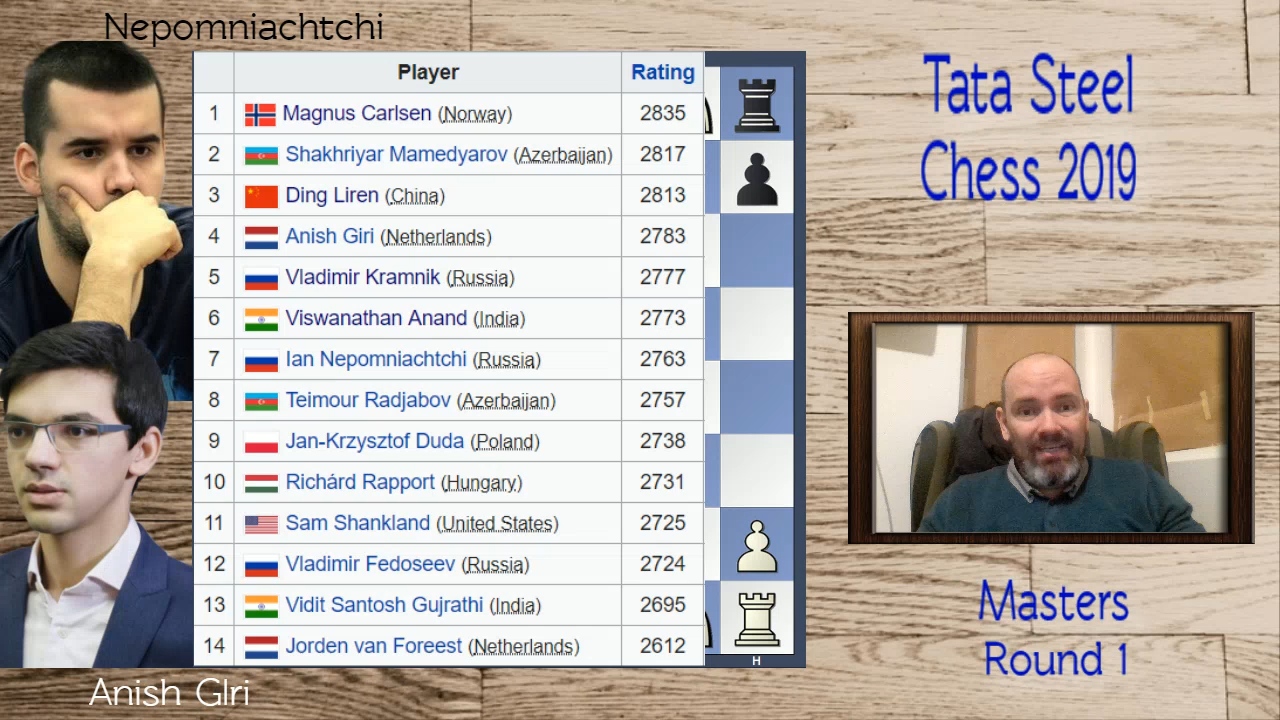 Nepomniachtchi
Player Rating
1 Magnus Carlsen (Norway) 2835
2 Shakhriyar Mamedyarov (Azerbaijan) 2817
3 Ding Liren (China) 2813
4 Anish Giri (Netherlands) 2783
5 Vladimir Kramnik (Russia) 2777
6 Viswanathan Anand (India) 2773
7 Ian Nepomniachtchi (Russia) 2763
8 Teimour Radjabov (Azerbaijan) 2757
9 Jan-Krzysztof Duda (Poland) 2738
10 Richárd Rapport (Hungary) 2731
11 Sam Shankland (United States) 2725
12 Vladimir Fedoseev (Russia) 2724
13 Vidit Santosh Gujrathi (India) 2695
14 Jorden van Foreest (Netherlands) 2612
H
Anish GIri
Tata Steel
Chess 2019
Masters
Round 1